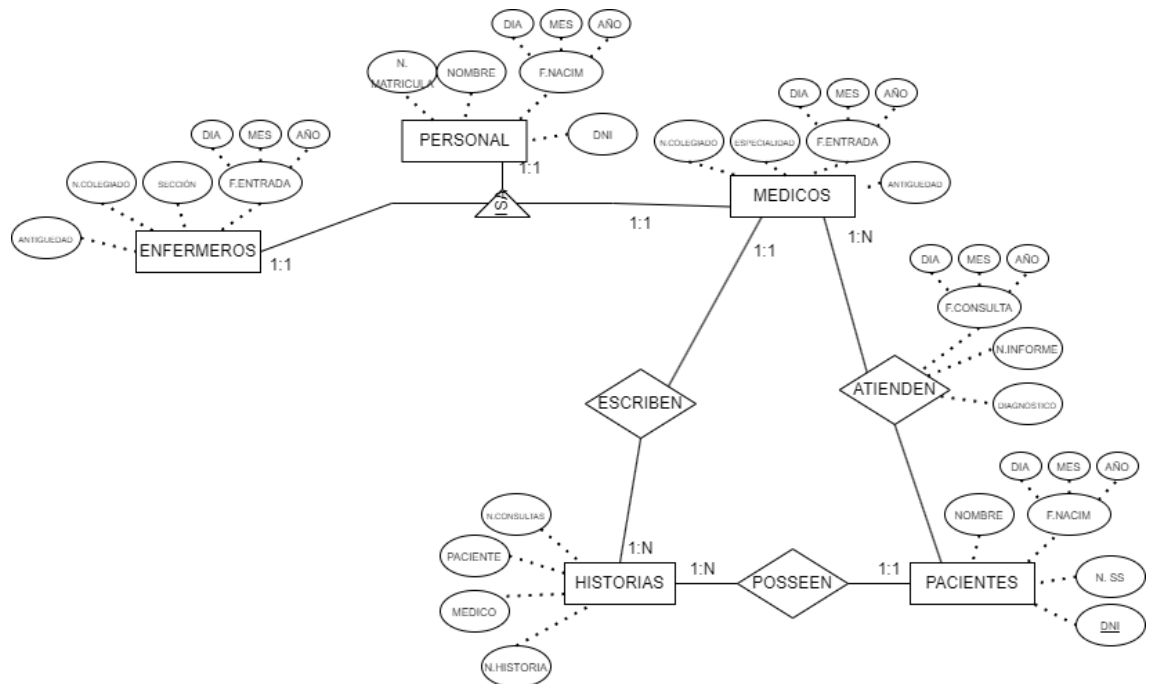 DIA
MES
AÑO
N.
MATRICULA
NOMBRE
F.NACIM
PERSONAL
DNI
1:1
ISA
DIA
MES
AÑO
N.COLEGIADO
SECCIÓN
F.ENTRADA
ANTIGUEDAD
ENFERMEROS
1:1
DIA
MES
AÑO
N.COLEGIADO
ESPECIALIDAD
F.ENTRADA
MEDICOS
ANTIGUEDAD
1:1
1:1
1:N
DIA
MES
AÑO
F.CONSULTA
N.INFORME
ATIENDEN
DIAGNOSTICO
ESCRIBEN
DIA
MES
AÑO
NOMBRE
F.NACIM
N.CONSULTAS
PACIENTE
MEDICO
N.HISTORIA
1:N
HISTORIAS
1:N
POSSEEN
1:1
PACIENTES
N. SS
DNI